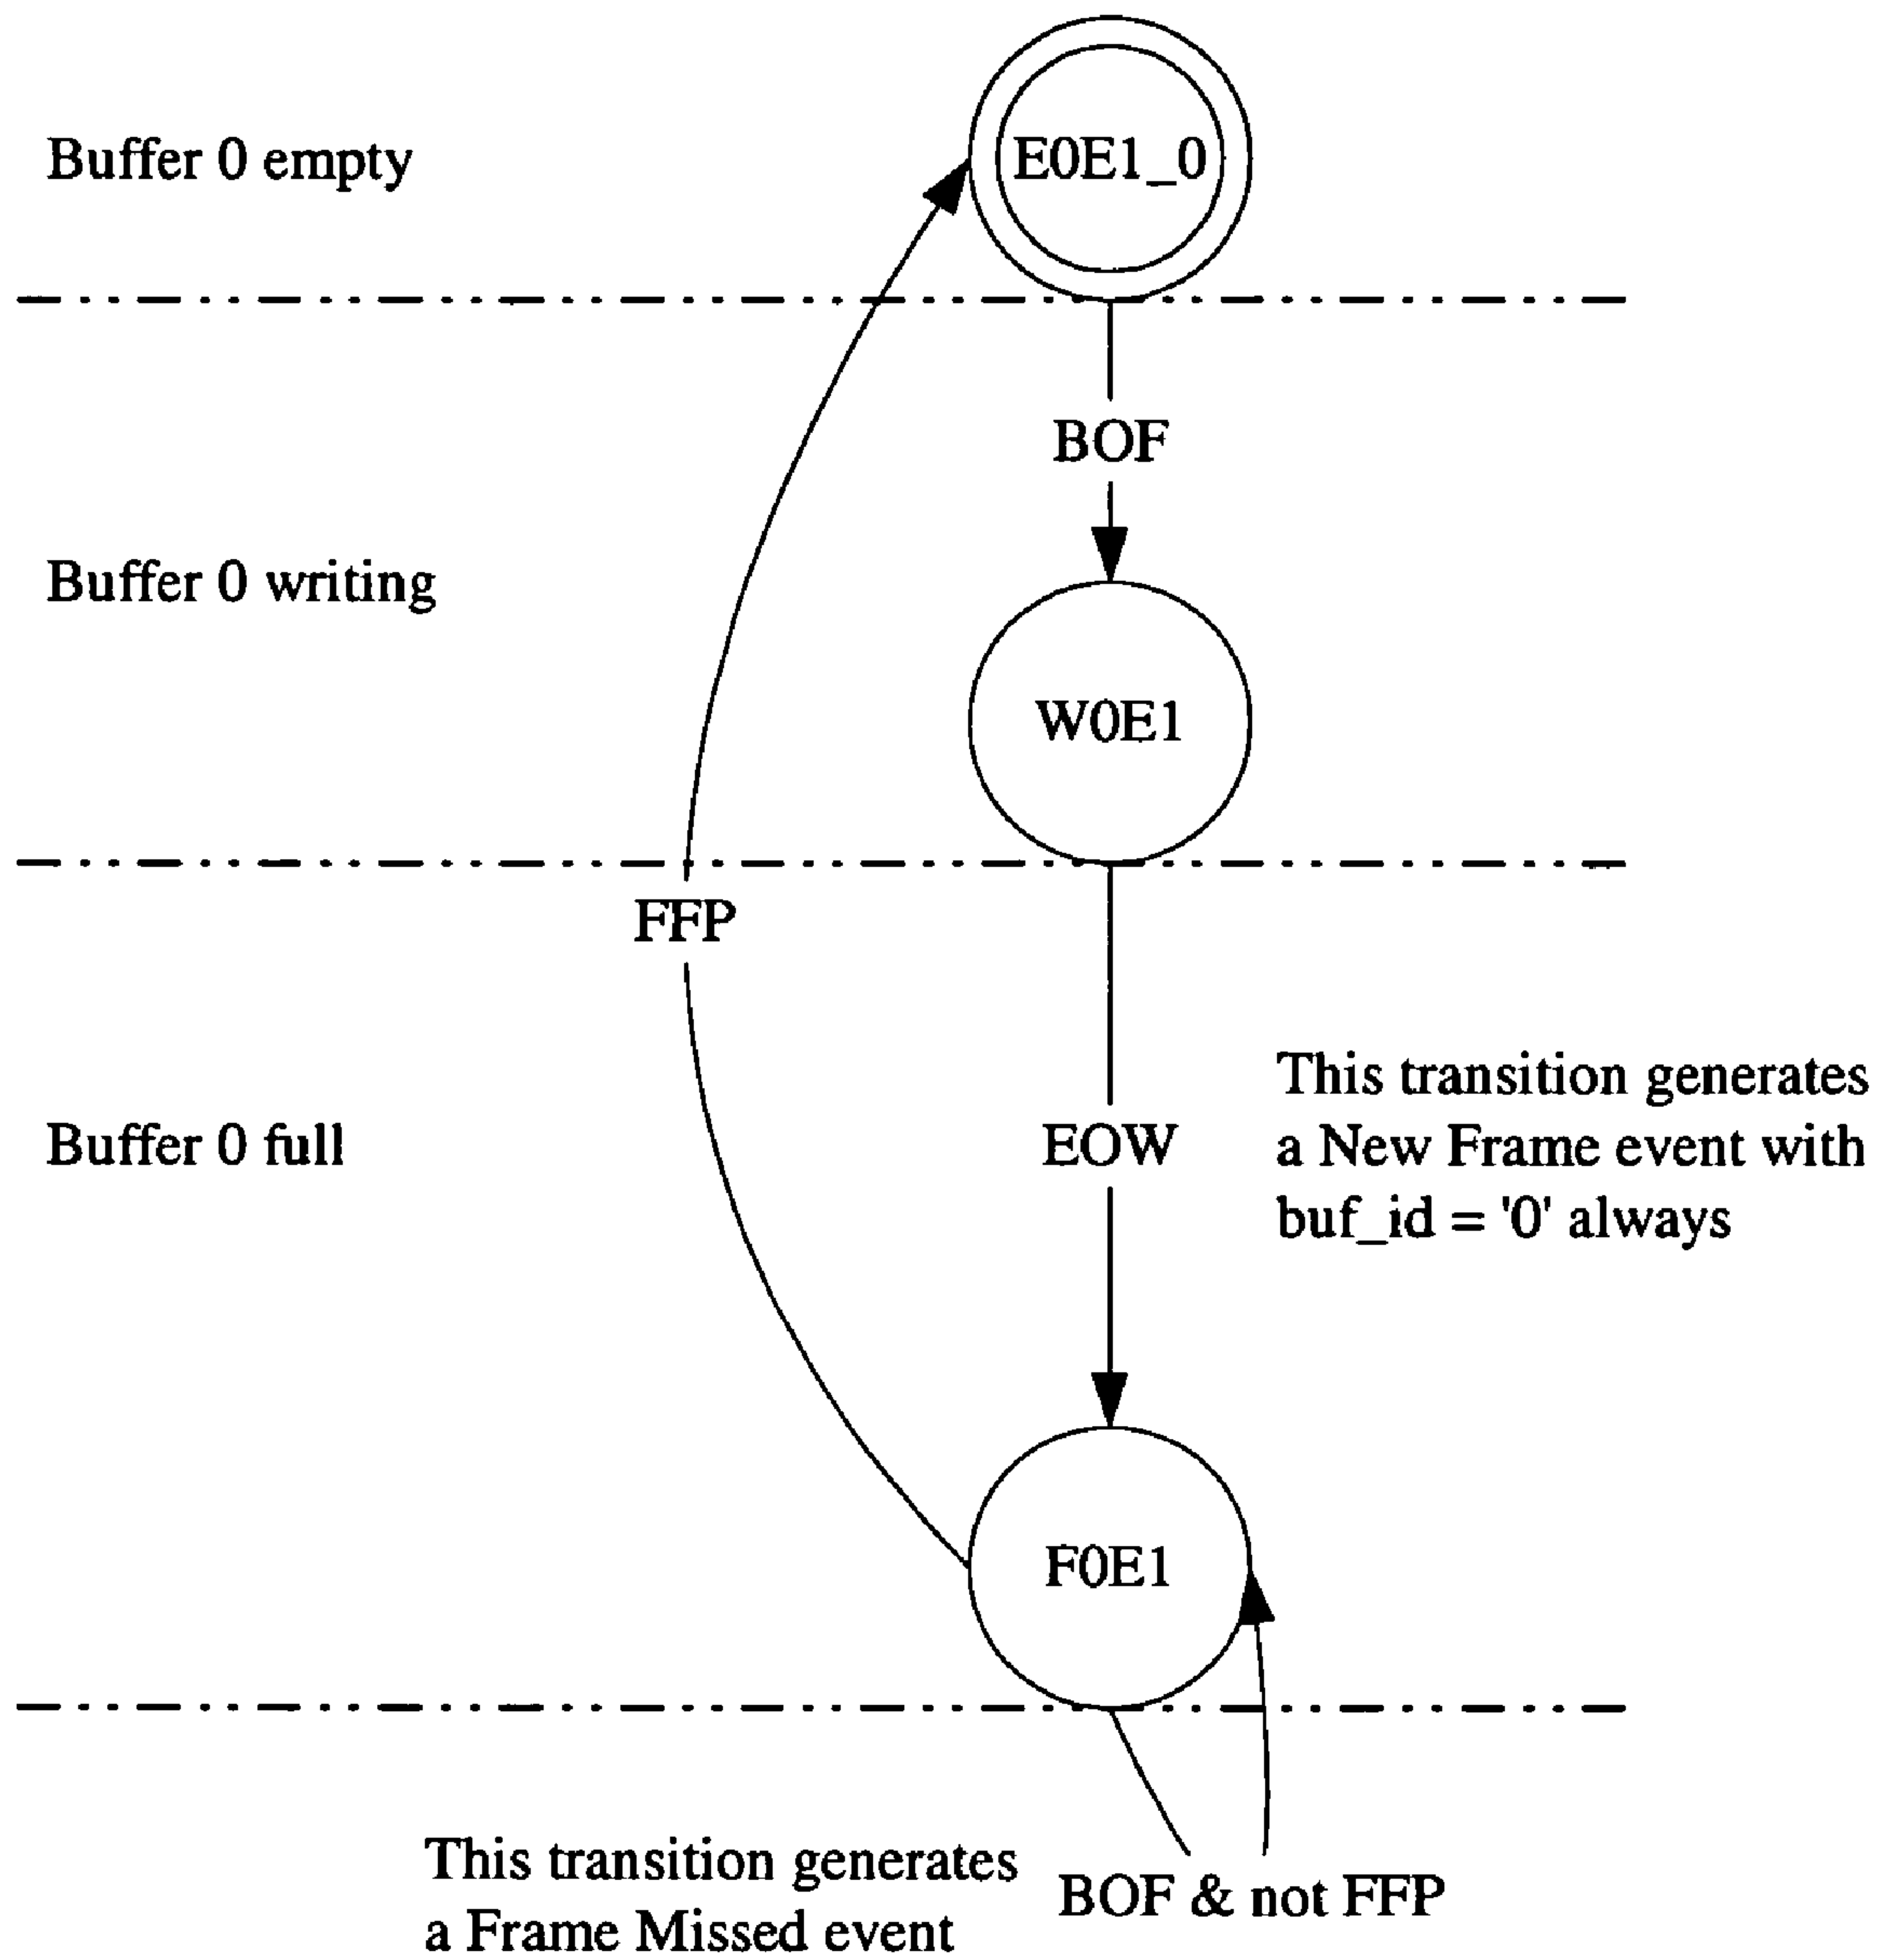 E0E1_0
Buffer 0 empty
BOF
Buffer 0 writing
W0E1
FFP
This transition generates
a New Frame event with
buf_id = '0' always
EOW
Buffer 0 full
F0E1
This transition generates
a Frame Missed event
BOF & not FFP